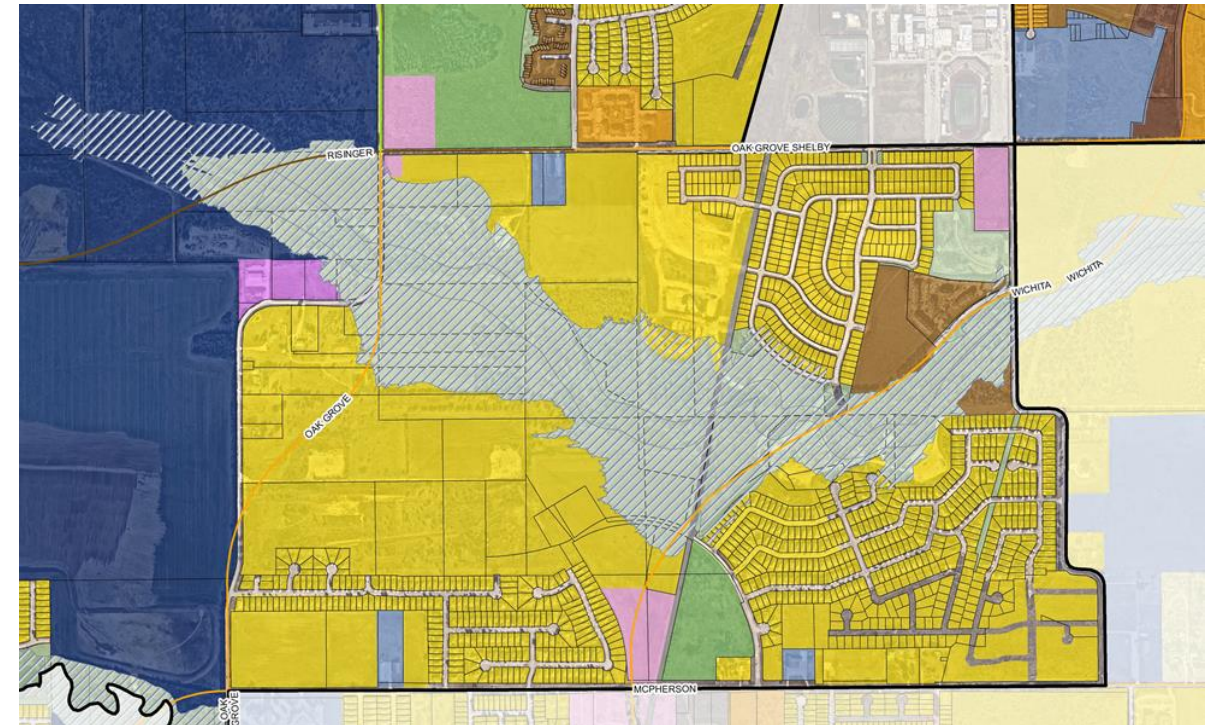 OAK GROVE SHELBY
RISINGER
WICHITA
WICHITA
OAK GROVE
MCPHERSON
OAK
GROVE